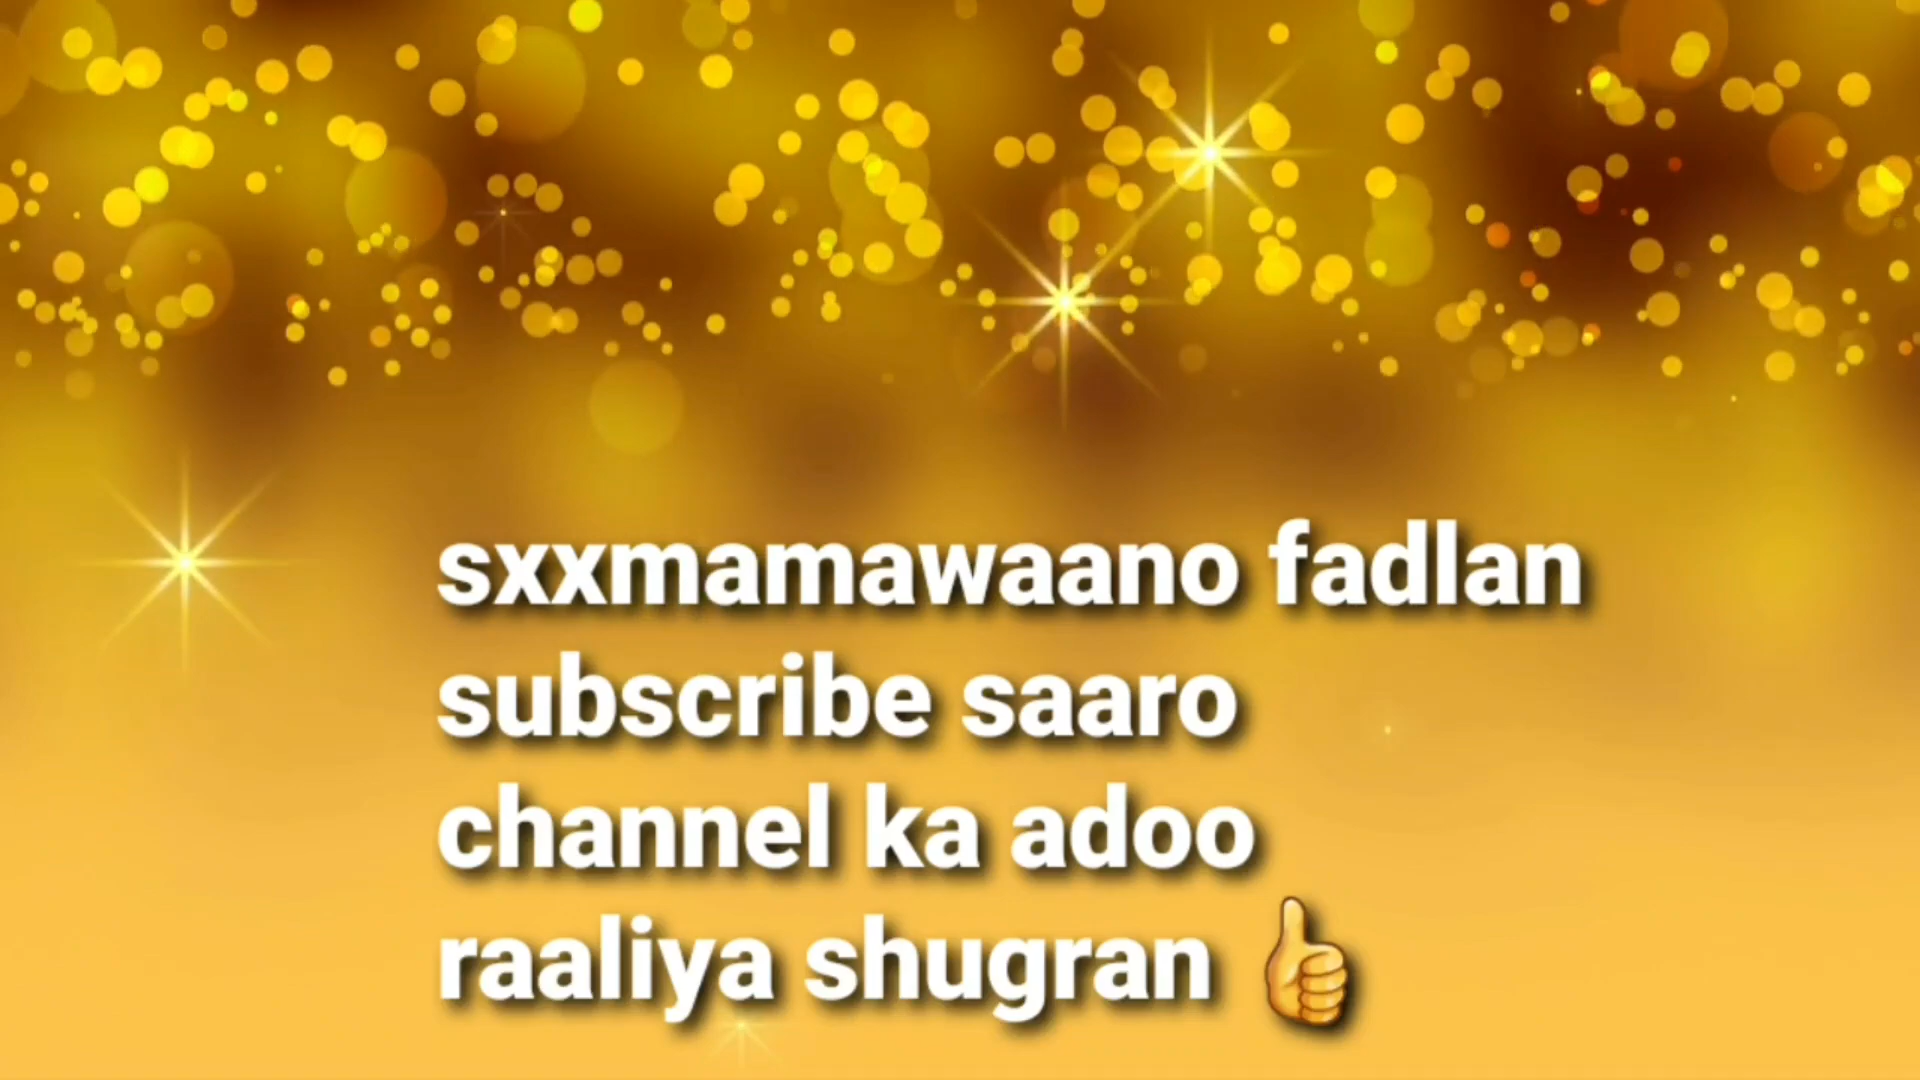 sxxmamawaano fadlan
subscribe saaro
channel ka adoo
raaliya shugran 👍